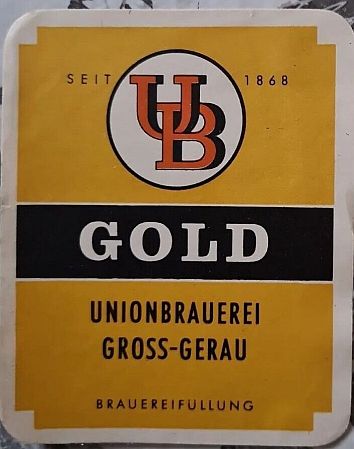 SEIT UB 1868
GOLD
UNIONBRAUEREI
GROSS-GERAU
BRAUEREIFÜLLUNG